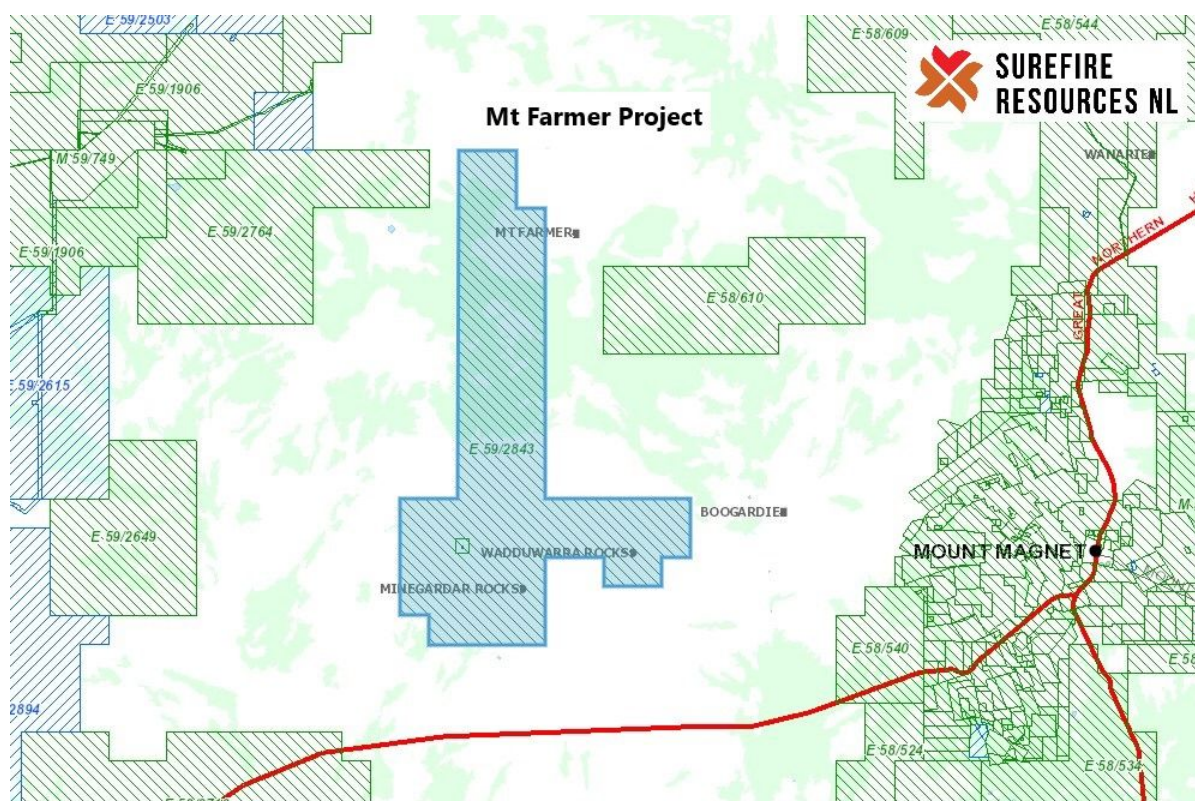 E 59/2503
E 58/544
E 58/609
SUREFIRE
RESOURCES NL
E 59/1906
Mt Farmer Project
M 59/749
WANARIE
E 59/2764
MT FARMER
NORTHERN
E 59/1906
E 58/610
GREAT
E 59/2615
E 59/2843
BOOGARDIE
E 59/2649
WADDUWARRA ROCKS
MOUNT MAGNET
MINEGARDAR ROCKS
E 58/540
2894
E 58/524
E 58/534